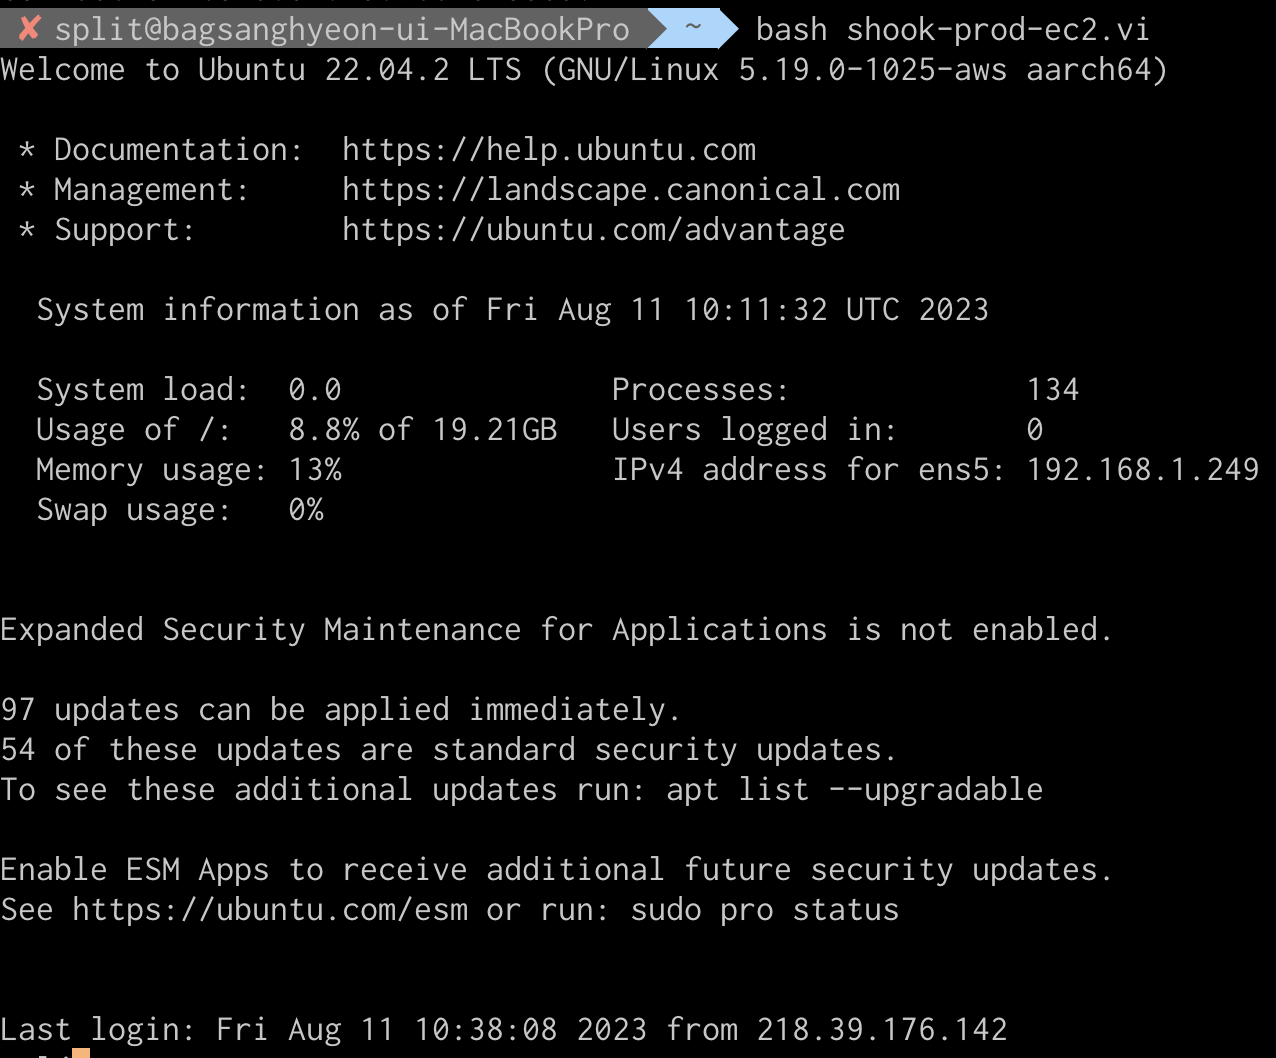 ✘ split@bagsanghyeon-ui-MacBookPro ~ bash shook-prod-ec2.vi
Welcome to Ubuntu 22.04.2 LTS (GNU/Linux 5.19.0-1025-aws aarch64)
* Documentation: https://help.ubuntu.com
* Management: https://landscape.canonical.com
* Support: https://ubuntu.com/advantage
System information as of Fri Aug 11 10:11:32 UTC 2023
System load: 0.0 Processes: 134
Usage of /: 8.8% of 19.21GB Users logged in: 0
Memory usage: 13% IPv4 address for ens5: 192.168.1.249
Swap usage: 0%
Expanded Security Maintenance for Applications is not enabled.
97 updates can be applied immediately.
54 of these updates are standard security updates.
To see these additional updates run: apt list --upgradable
Enable ESM Apps to receive additional future security updates.
See https://ubuntu.com/esm or run: sudo pro status
Last login: Fri Aug 11 10:38:08 2023 from 218.39.176.142